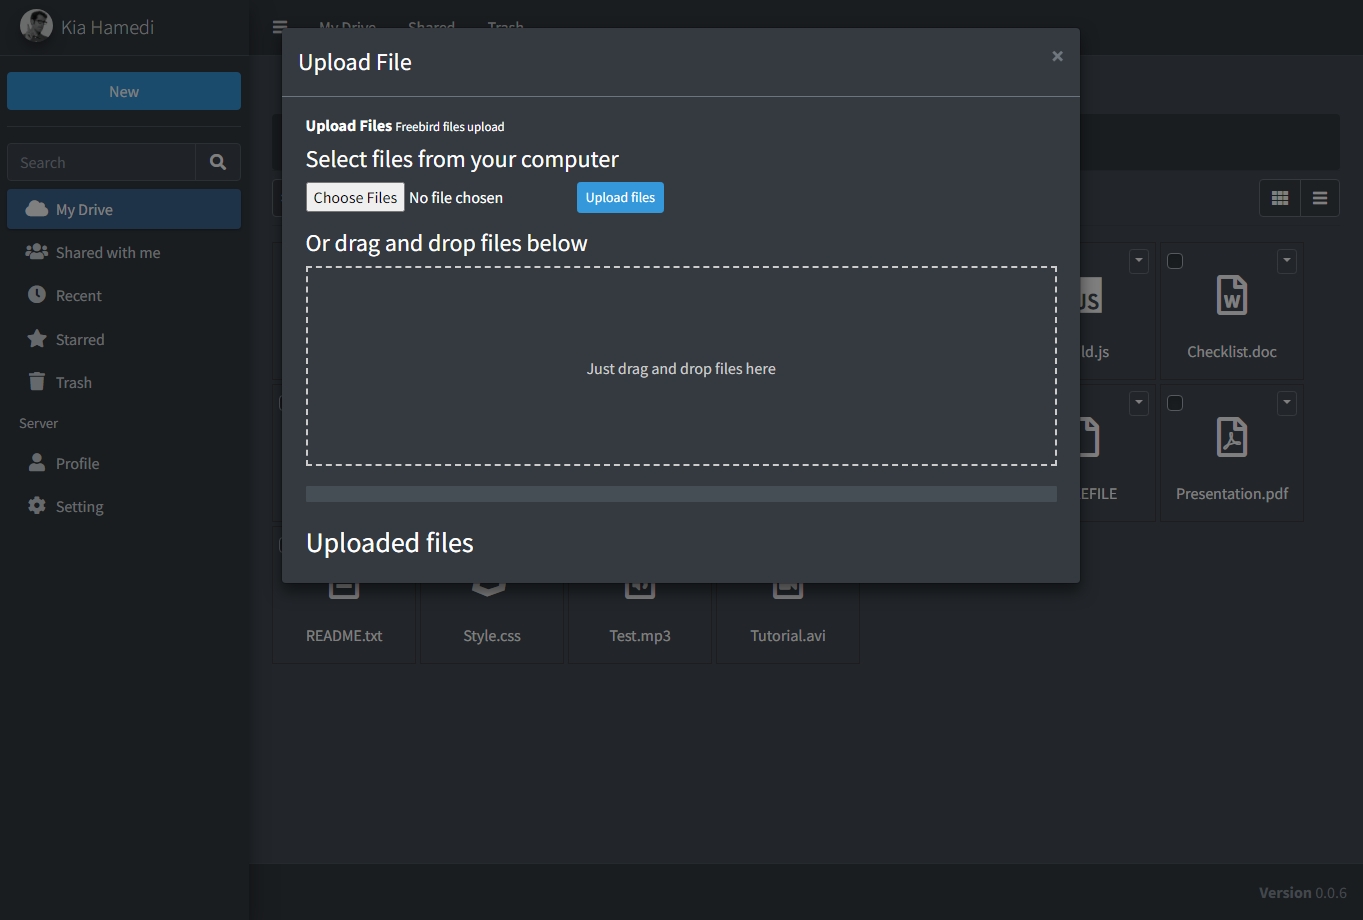 Kia Hamedi
My Drive Shared Trash
New
Search
My Drive
Shared with me
Recent
Starred
Trash
Server
Profile
Setting
Upload File ×
Upload Files Freebird files upload
Select files from your computer
Choose Files No file chosen Upload files
Or drag and drop files below
Just drag and drop files here
Uploaded files
JS W
ld.js Checklist.doc
EFILE Presentation.pdf
README.txt Style.css Test.mp3 Tutorial.avi
Version 0.0.6